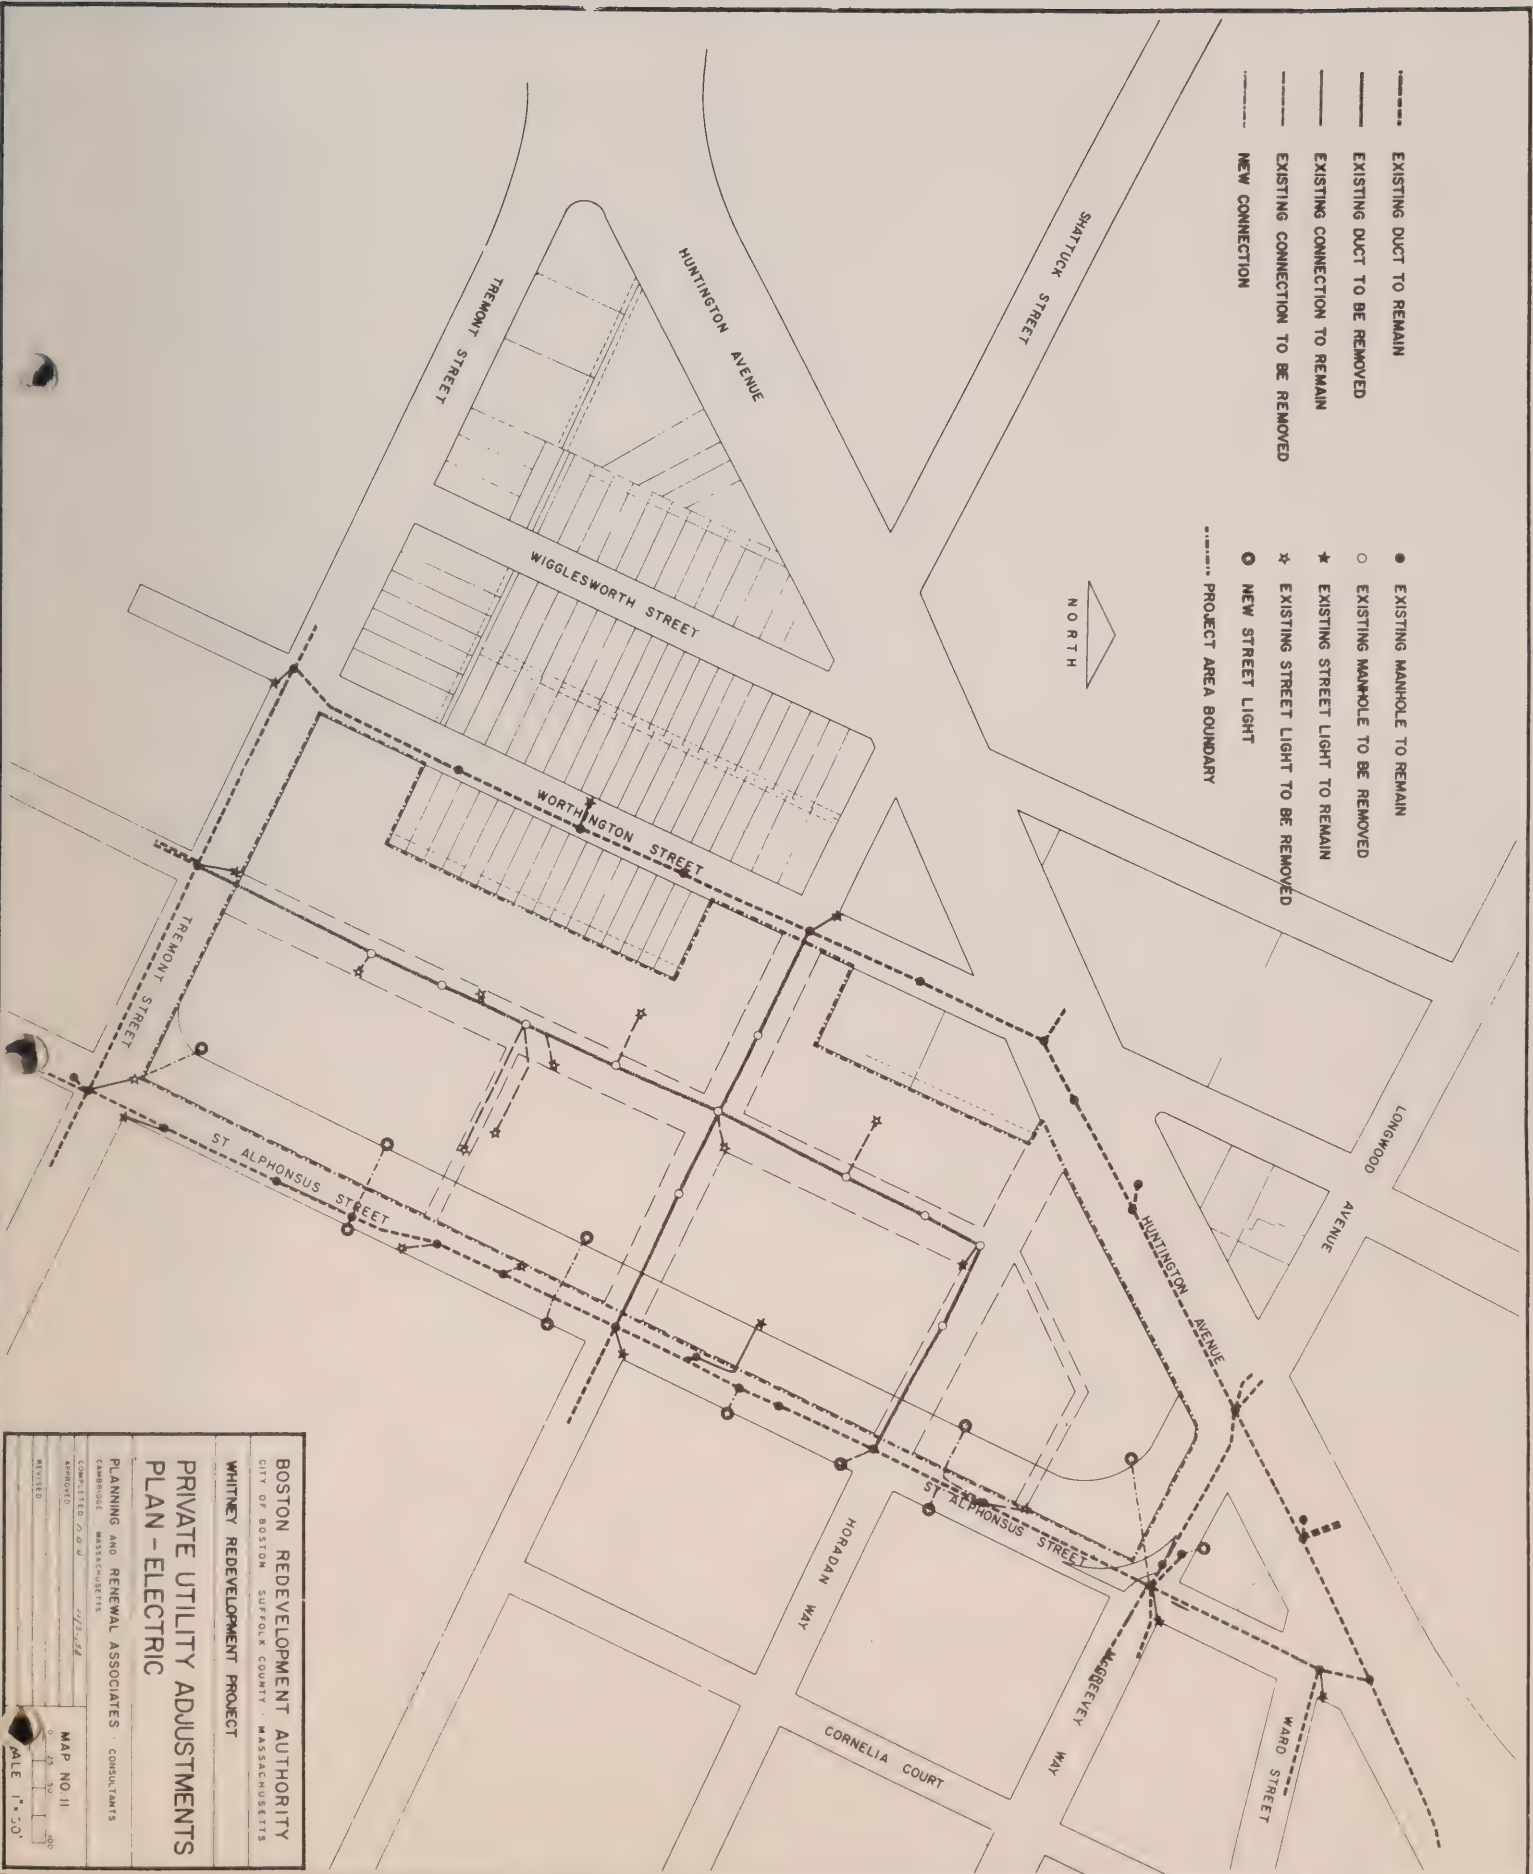 EXISTING DUCT TO REMAIN
EXISTING DUCT TO BE REMOVED
EXISTING CONNECTION TO REMAIN
EXISTING CONNECTION TO BE REMOVED
NEW CONNECTION
EXISTING MANHOLE TO REMAIN
EXISTING MANHOLE TO BE REMOVED
EXISTING STREET LIGHT TO REMAIN
EXISTING STREET LIGHT TO BE REMOVED
NEW STREET LIGHT
PROJECT AREA BOUNDARY
NORTH
SHATTUCK STREET
HUNTINGTON AVENUE
TREMONT STREET
WIGGLESWORTH STREET
WORTHINGTON STREET
TREMONT STREET
ST ALPHONSUS STREET
LONGWOOD AVENUE
HUNTINGTON AVENUE
ST ALPHONSUS STREET
HORADAN WAY
McGREEVEY WAY
CORNELIA COURT
WARD STREET
BOSTON REDEVELOPMENT AUTHORITY
CITY OF BOSTON SUFFOLK COUNTY · MASSACHUSETTS
WHITNEY REDEVELOPMENT PROJECT
PRIVATE UTILITY ADJUSTMENTS
PLAN - ELECTRIC
PLANNING AND RENEWAL ASSOCIATES · CONSULTANTS
CAMBRIDGE MASSACHUSETTS
COMPLETED
APPROVED
REVISED
MAP NO. 11
0 25 50 100
1" = 50'